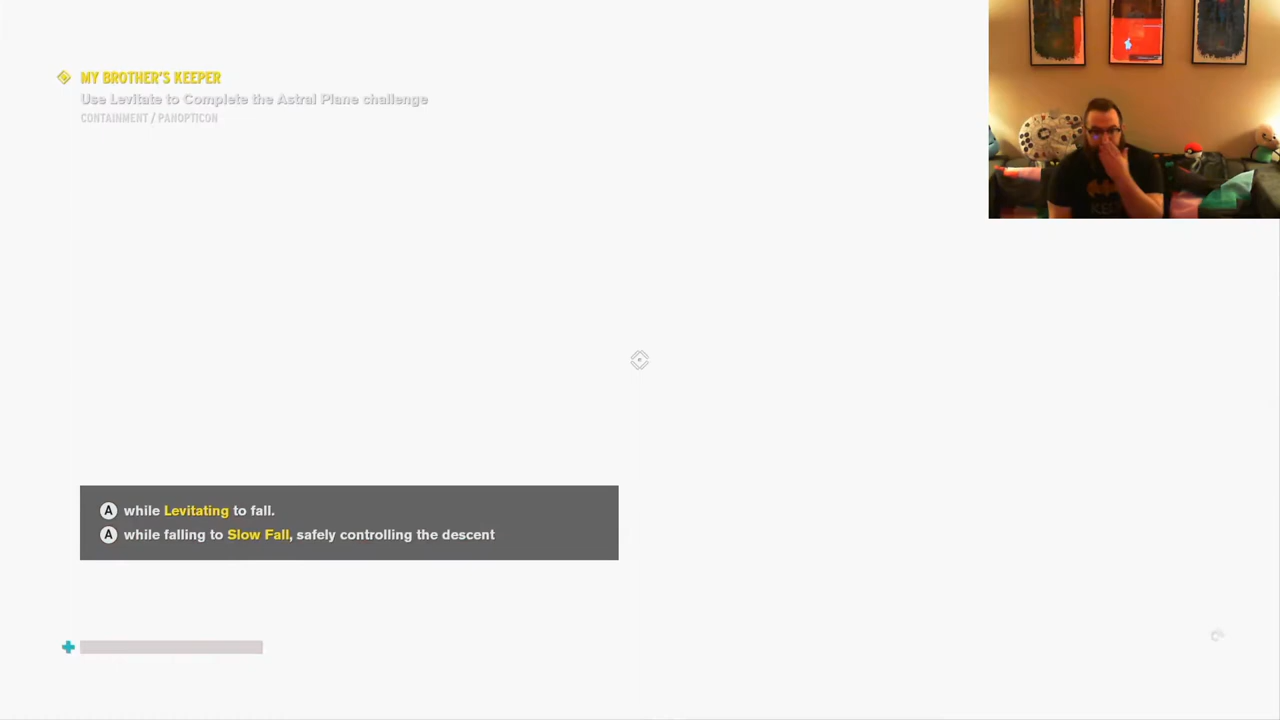 MY BROTHER'S KEEPER
Use Levitate to Complete the Astral Plane challenge
CONTAINMENT / PANOPTICON
A while Levitating to fall.
A while falling to Slow Fall, safely controlling the descent